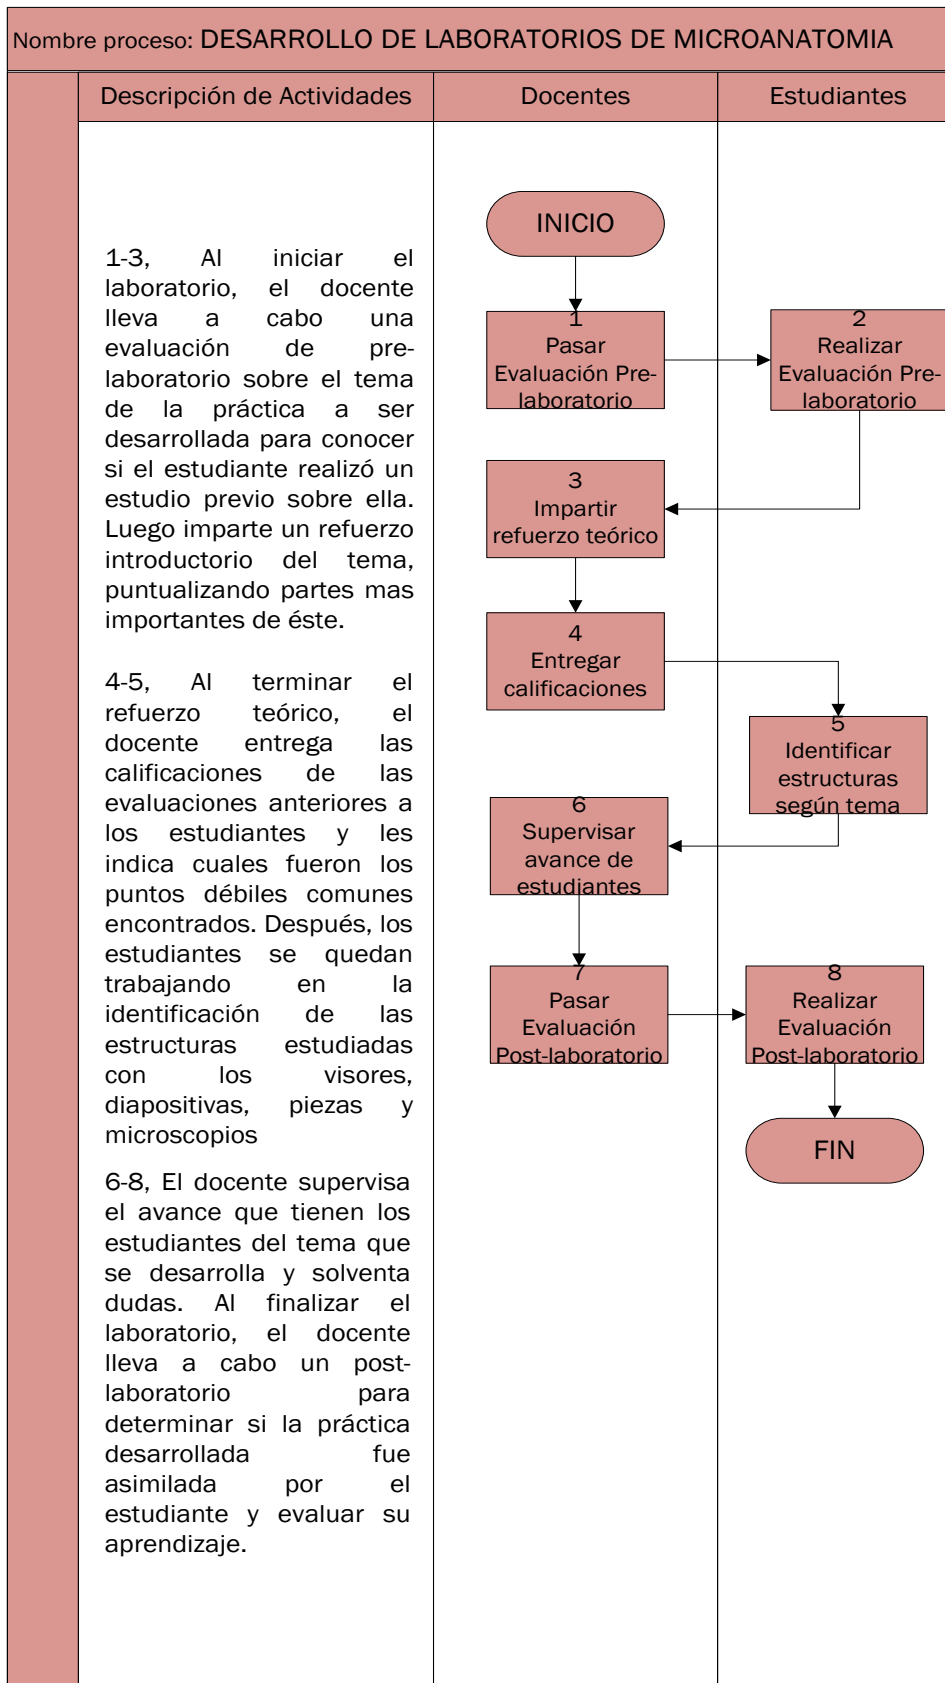 Nombre proceso: DESARROLLO DE LABORATORIOS DE MICROANATOMIA
Descripción de Actividades
Docentes
Estudiantes
1-3, Al iniciar el
laboratorio, el docente
lleva a cabo una
evaluación de pre-
laboratorio sobre el tema
de la práctica a ser
desarrollada para conocer
si el estudiante realizó un
estudio previo sobre ella.
Luego imparte un refuerzo
introductorio del tema,
puntualizando partes mas
importantes de éste.
4-5, Al terminar el
refuerzo teórico, el
docente entrega las
calificaciones de las
evaluaciones anteriores a
los estudiantes y les
indica cuales fueron los
puntos débiles comunes
encontrados. Después, los
estudiantes se quedan
trabajando en la
identificación de las
estructuras estudiadas
con los visores,
diapositivas, piezas y
microscopios
6-8, El docente supervisa
el avance que tienen los
estudiantes del tema que
se desarrolla y solventa
dudas. Al finalizar el
laboratorio, el docente
lleva a cabo un post-
laboratorio para
determinar si la práctica
desarrollada fue
asimilada por el
estudiante y evaluar su
aprendizaje.
INICIO
1
Pasar
Evaluación Pre-
laboratorio
2
Realizar
Evaluación Pre-
laboratorio
3
Impartir
refuerzo teórico
4
Entregar
calificaciones
5
Identificar
estructuras
según tema
6
Supervisar
avance de
estudiantes
7
Pasar
Evaluación
Post-laboratorio
8
Realizar
Evaluación
Post-laboratorio
FIN